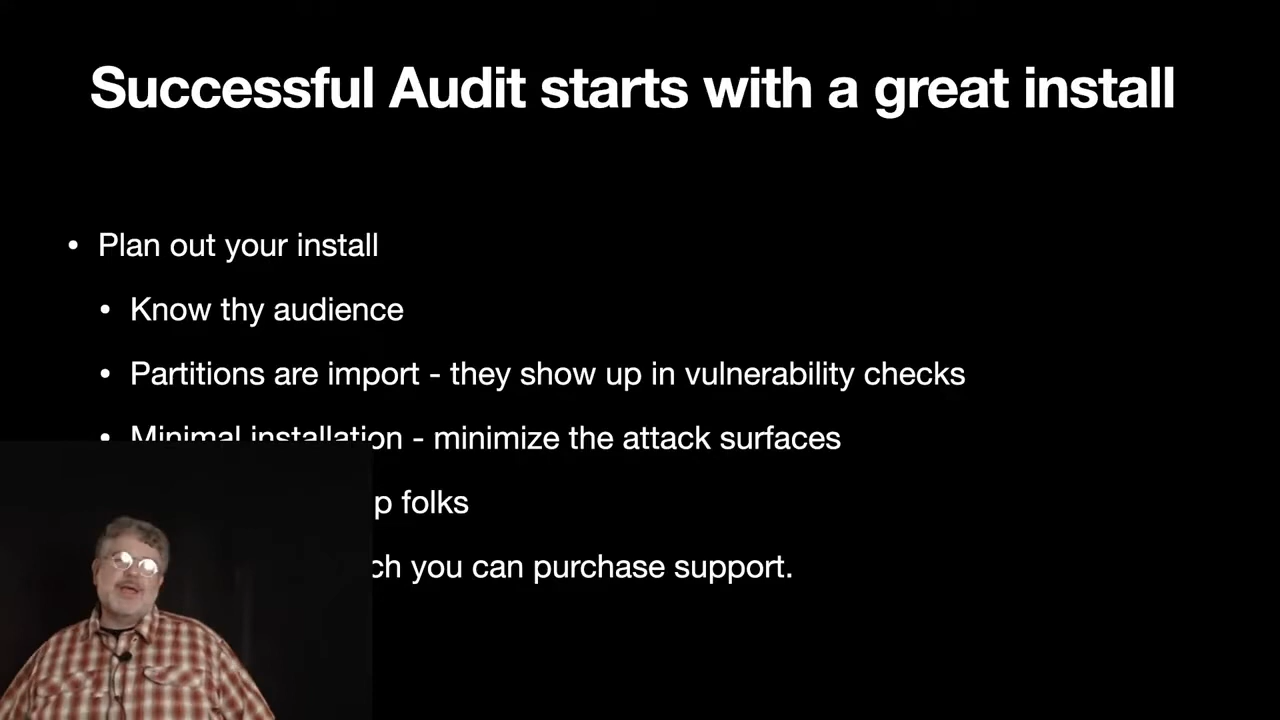 Successful Audit starts with a great install
• Plan out your install
• Know thy audience
• Partitions are import - they show up in vulnerability checks
• Minimal installation - minimize the attack surfaces
folks
you can purchase support.